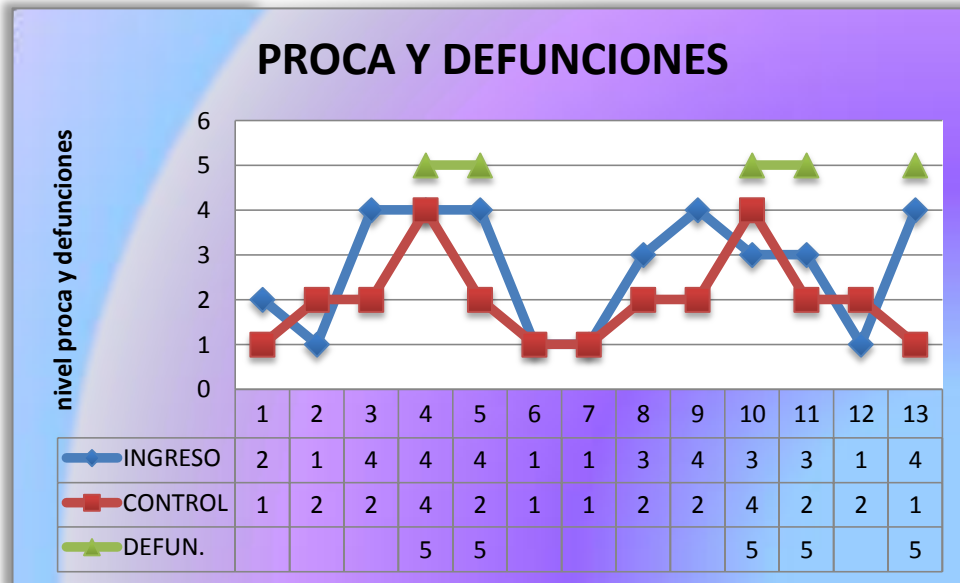 PROCA Y DEFUNCIONES
nivel proca y defunciones
6
5
4
3
2
1
0
1 2 3 4 5 6 7 8 9 10 11 12 13
INGRESO 2 1 4 4 4 1 1 3 4 3 3 1 4
CONTROL 1 2 2 4 2 1 1 2 2 4 2 2 1
DEFUN. 5 5 5 5 5